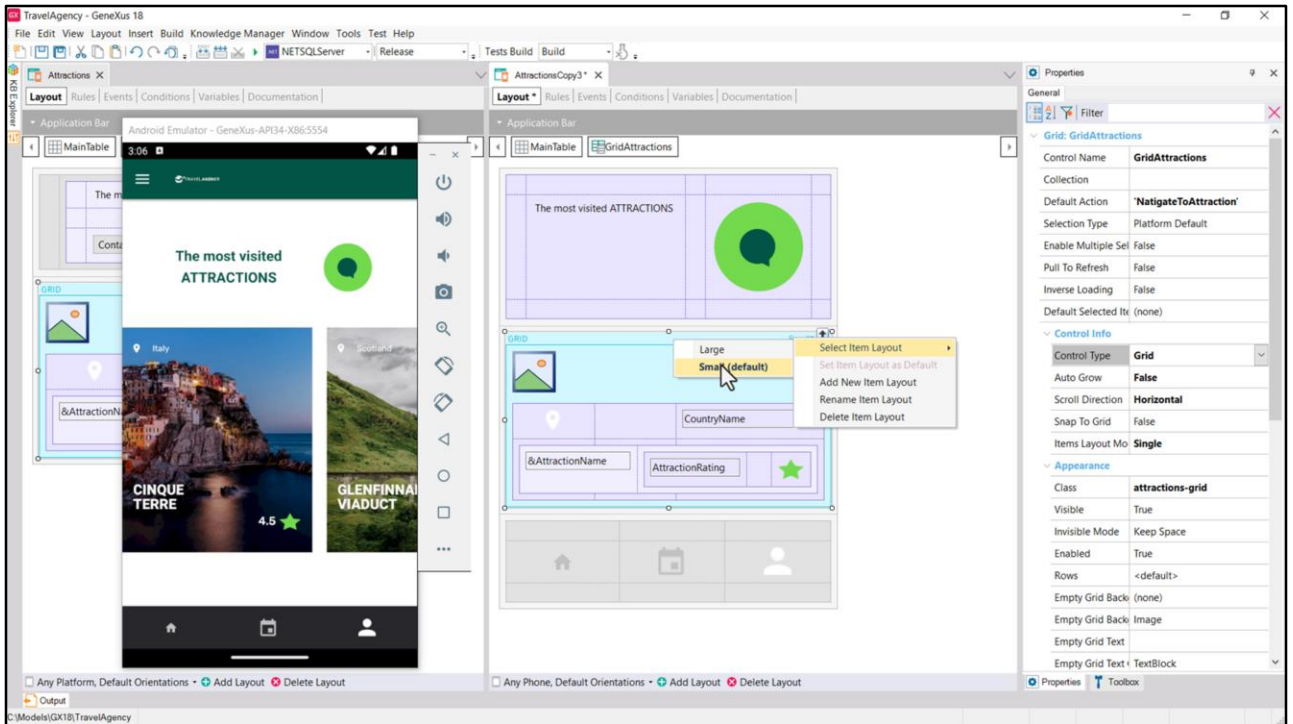 TravelAgency - GeneXus 18
File Edit View Layout Insert Build Knowledge Manager Window Tools Test Help
NETSQLServer Release Tests Build Build
Attractions X
Layout Rules Events Conditions Variables Documentation
Application Bar
MainTable
The m
Conta
GRID
&AttractionNa
Android Emulator - GeneXus-API34-X86:5554
3:06
TRAVELAGENCY
The most visited
ATTRACTIONS
Italy
Scotland
CINQUE
TERRE
4.5
GLENFINNAI
VIADUCT
AttractionsCopy3* X
Layout * Rules Events Conditions Variables Documentation
Application Bar
MainTable GridAttractions
The most visited ATTRACTIONS
GRID
CountryName
&AttractionName
AttractionRating
Large
Small (default)
Select Item Layout
Set Item Layout as Default
Add New Item Layout
Rename Item Layout
Delete Item Layout
Any Platform, Default Orientations Add Layout Delete Layout
Any Phone, Default Orientations Add Layout Delete Layout
KB Explorer
Properties
General
Filter
Grid: GridAttractions
Control Name GridAttractions
Collection
Default Action 'NatigateToAttraction'
Selection Type Platform Default
Enable Multiple Sel False
Pull To Refresh False
Inverse Loading False
Default Selected Ite (none)
Control Info
Control Type Grid
Auto Grow False
Scroll Direction Horizontal
Snap To Grid False
Items Layout Mo Single
Appearance
Class attractions-grid
Visible True
Invisible Mode Keep Space
Enabled True
Rows <default>
Empty Grid Back (none)
Empty Grid Back Image
Empty Grid Text
Empty Grid Text TextBlock
Properties Toolbox
Output
C:\Models\GX18\TravelAgency